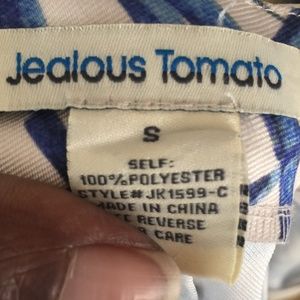 Jealous Tomato
S
SELF:
100%POLYESTER
STYLE#JK1599-C
MADE IN CHINA
REVERSE
CARE